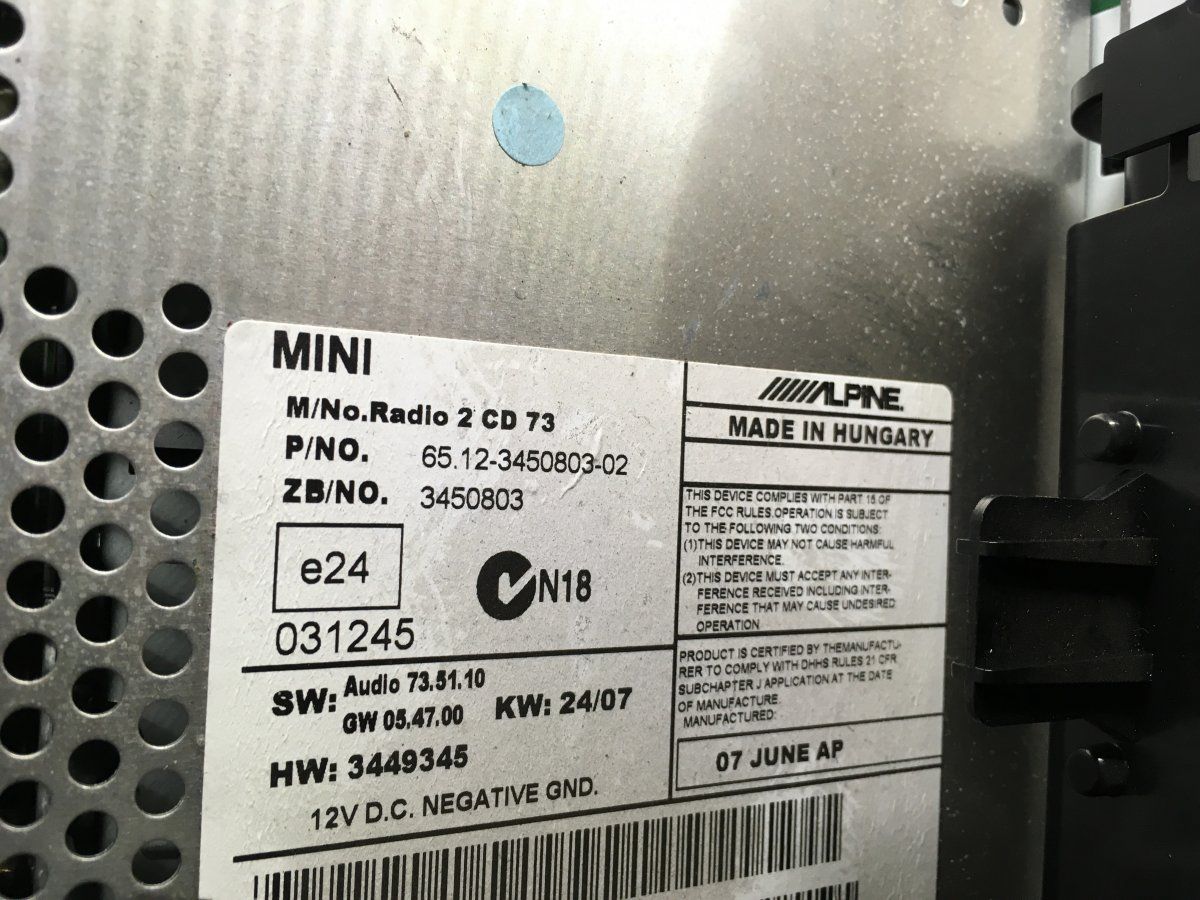 MINI
M/No.Radio 2 CD 73
P/NO. 65.12-3450803-02
ZB/NO. 3450803
e24
N18
031245
SW: Audio 73.51.10
GW 05,47.00
KW: 24/07
HW: 3449345
12V D.C. NEGATIVE GND.
ALPINE.
MADE IN HUNGARY
THIS DEVICE COMPLIES WITH PART 15 OF
THE FCC RULES.OPERATION IS SUBJECT
TO THE FOLLOWING TWO CONDITIONS:
(1)THIS DEVICE MAY NOT CAUSE HARMFUL
INTERFERENCE.
(2)THIS DEVICE MUST ACCEPT ANY INTER-
FERENCE RECEIVED INCLUDING INTER-
FERENCE THAT MAY CAUSE UNDESIRED
OPERATION
PRODUCT IS CERTIFIED BY THEMANUFACTU-
RER TO COMPLY WITH DHHS RULES 21 CFR
SUBCHAPTER J APPLICATION AT THE DATE
OF MANUFACTURE.
MANUFACTURED:
07 JUNE AP